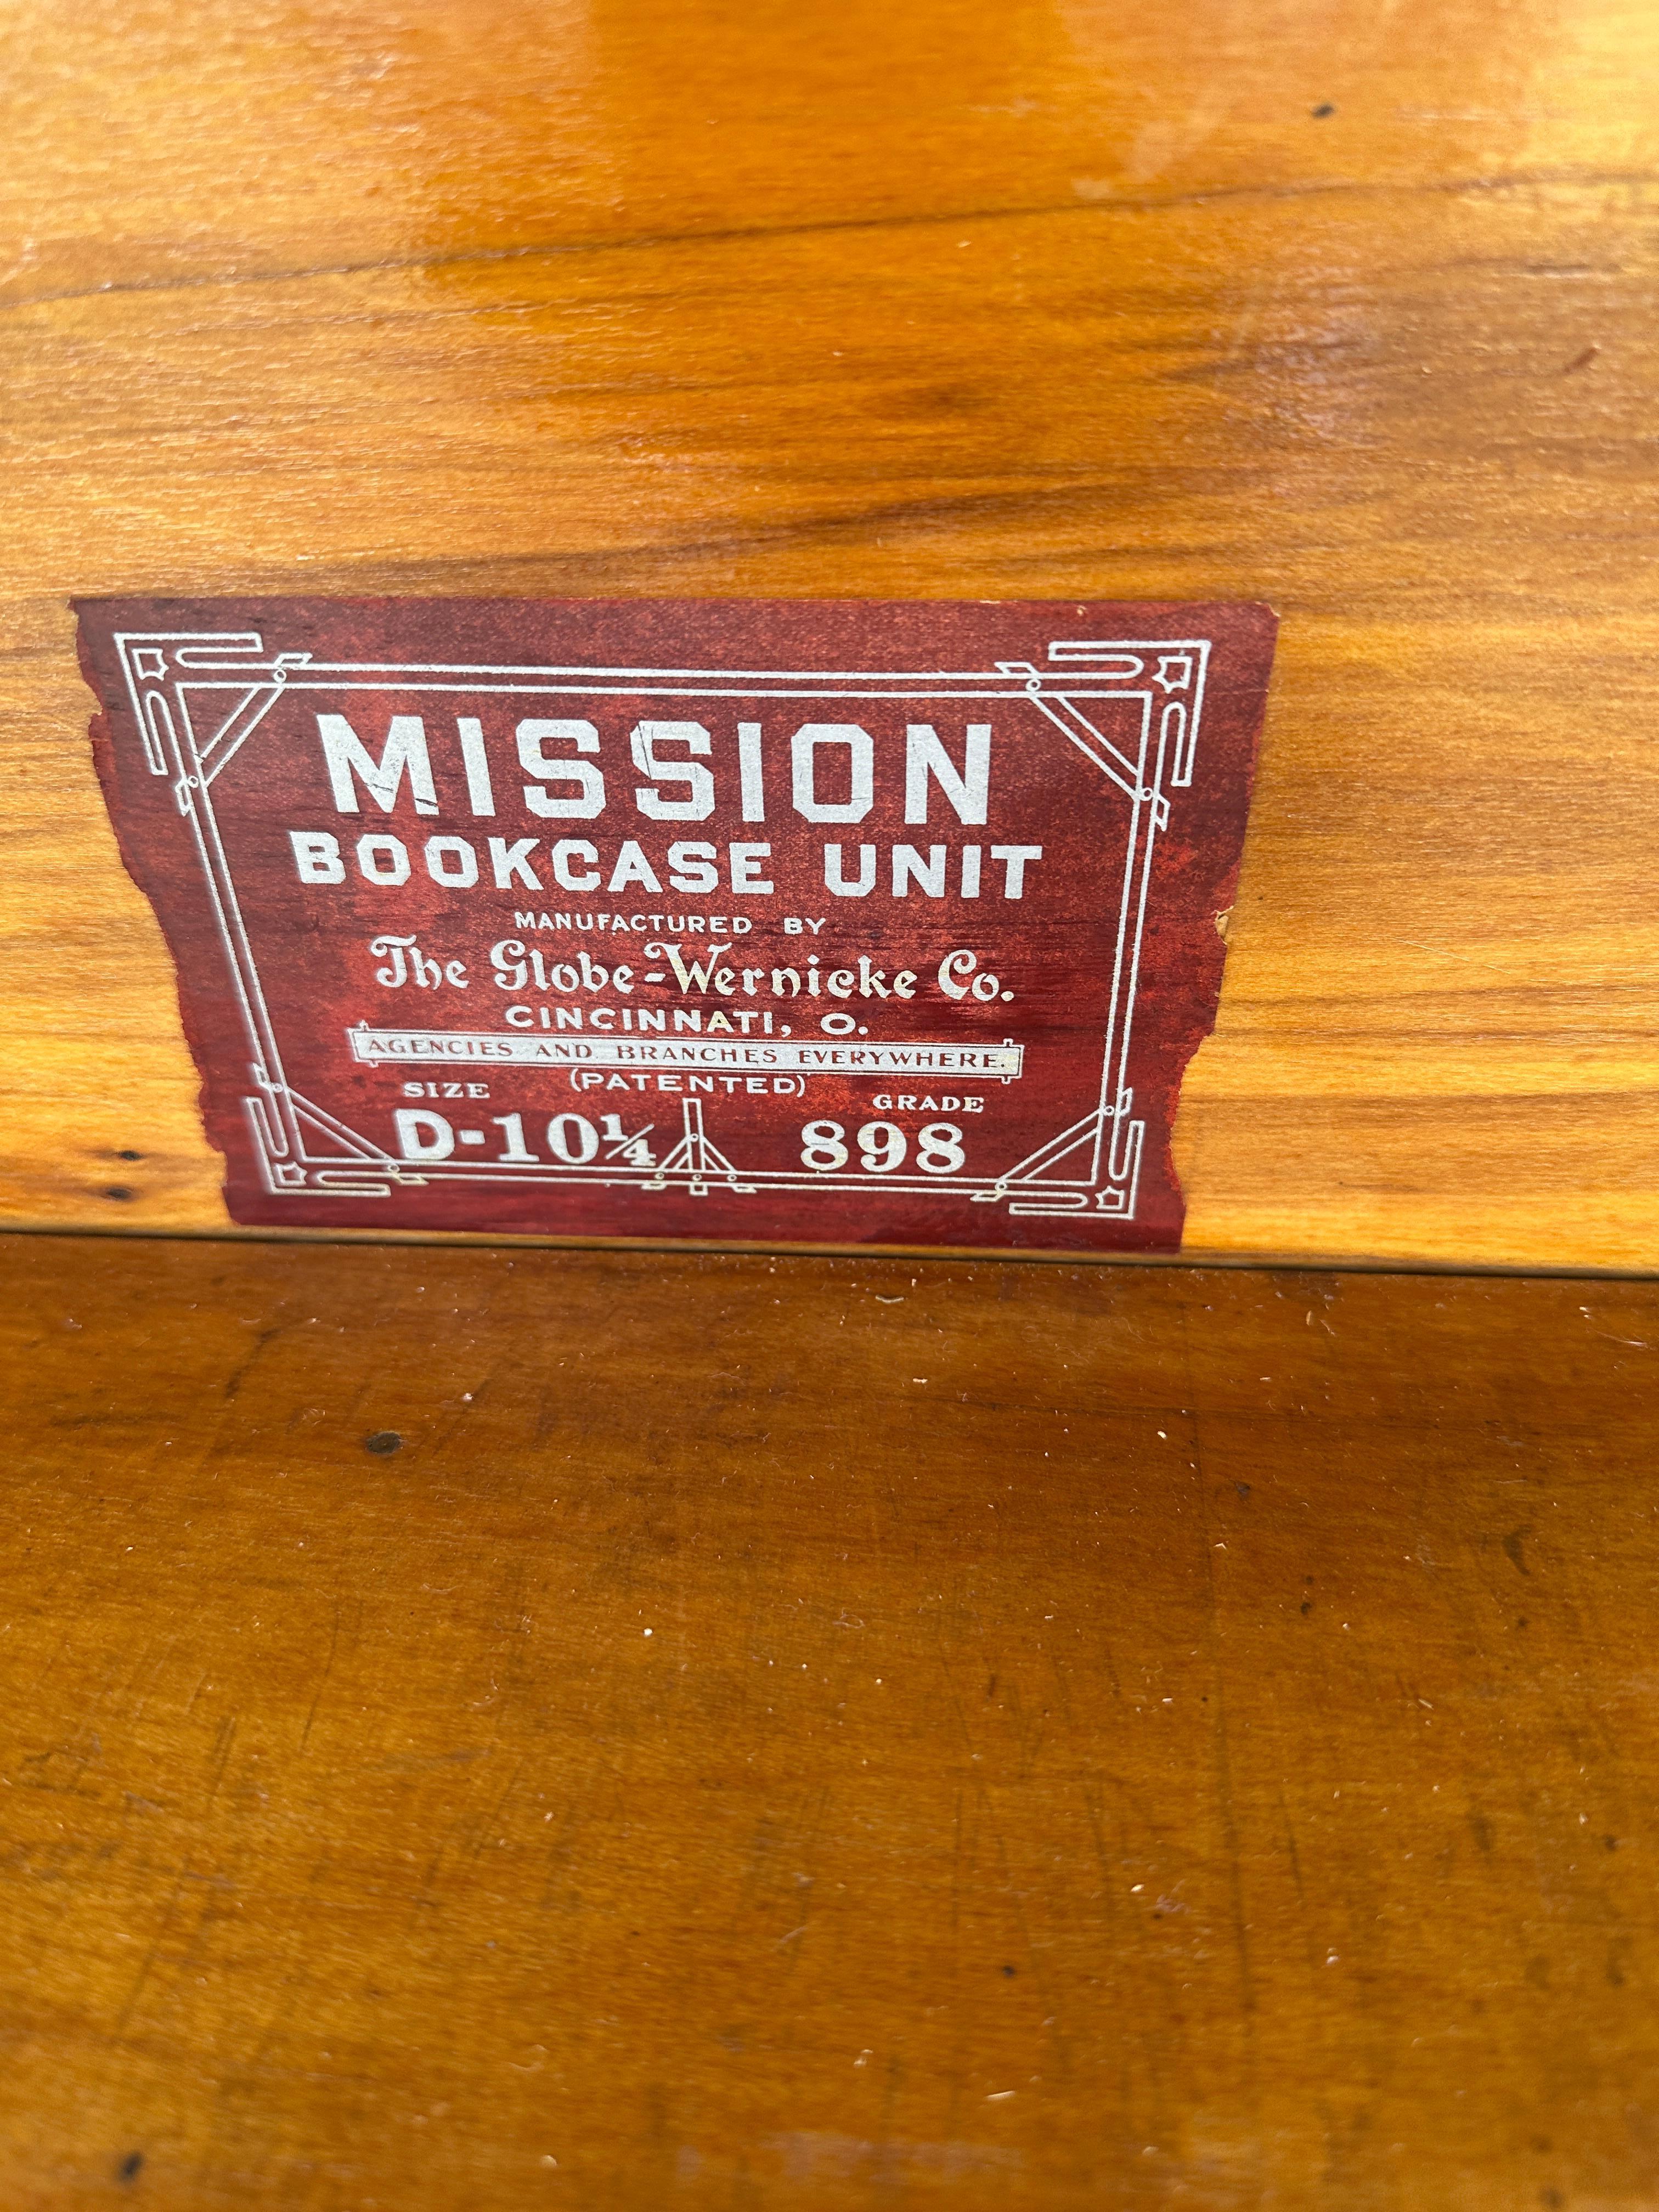 MISSION
BOOKCASE UNIT
MANUFACTURED BY
The Globe-Wernicke Co.
CINCINNATI, O.
AGENCIES AND BRANCHES EVERYWHERE.
(PATENTED)
SIZE GRADE
D-10¼ 898